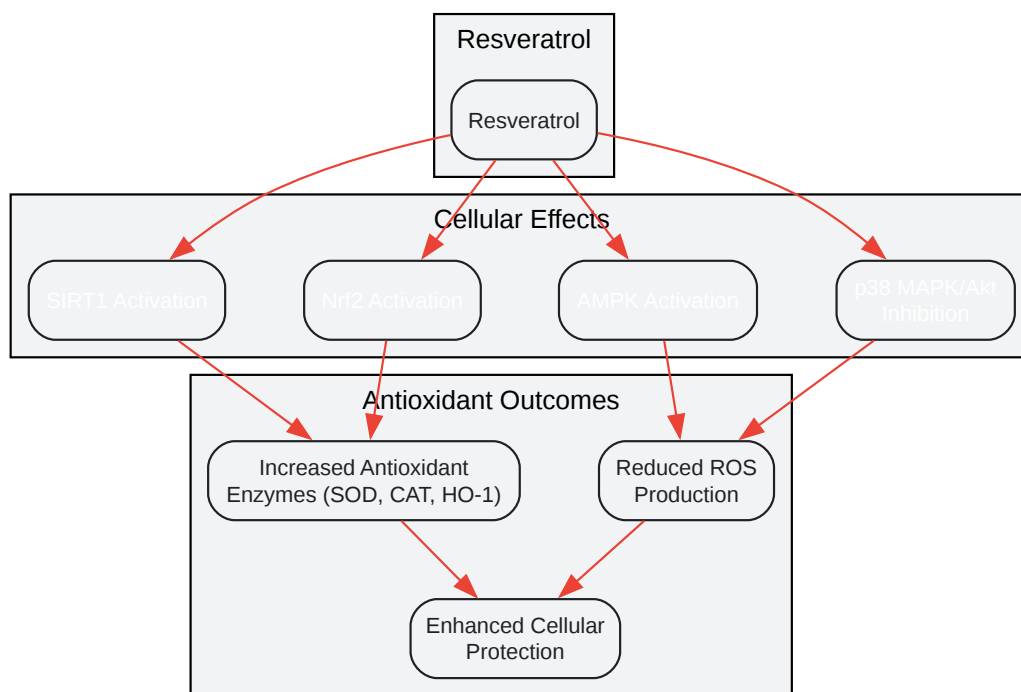 Resveratrol
Resveratrol
Cellular Effects
SIRT1 Activation
Nrf2 Activation
AMPK Activation
p38 MAPK/Akt
Inhibition
Antioxidant Outcomes
Increased Antioxidant
Enzymes (SOD, CAT, HO-1)
Reduced ROS
Production
Enhanced Cellular
Protection